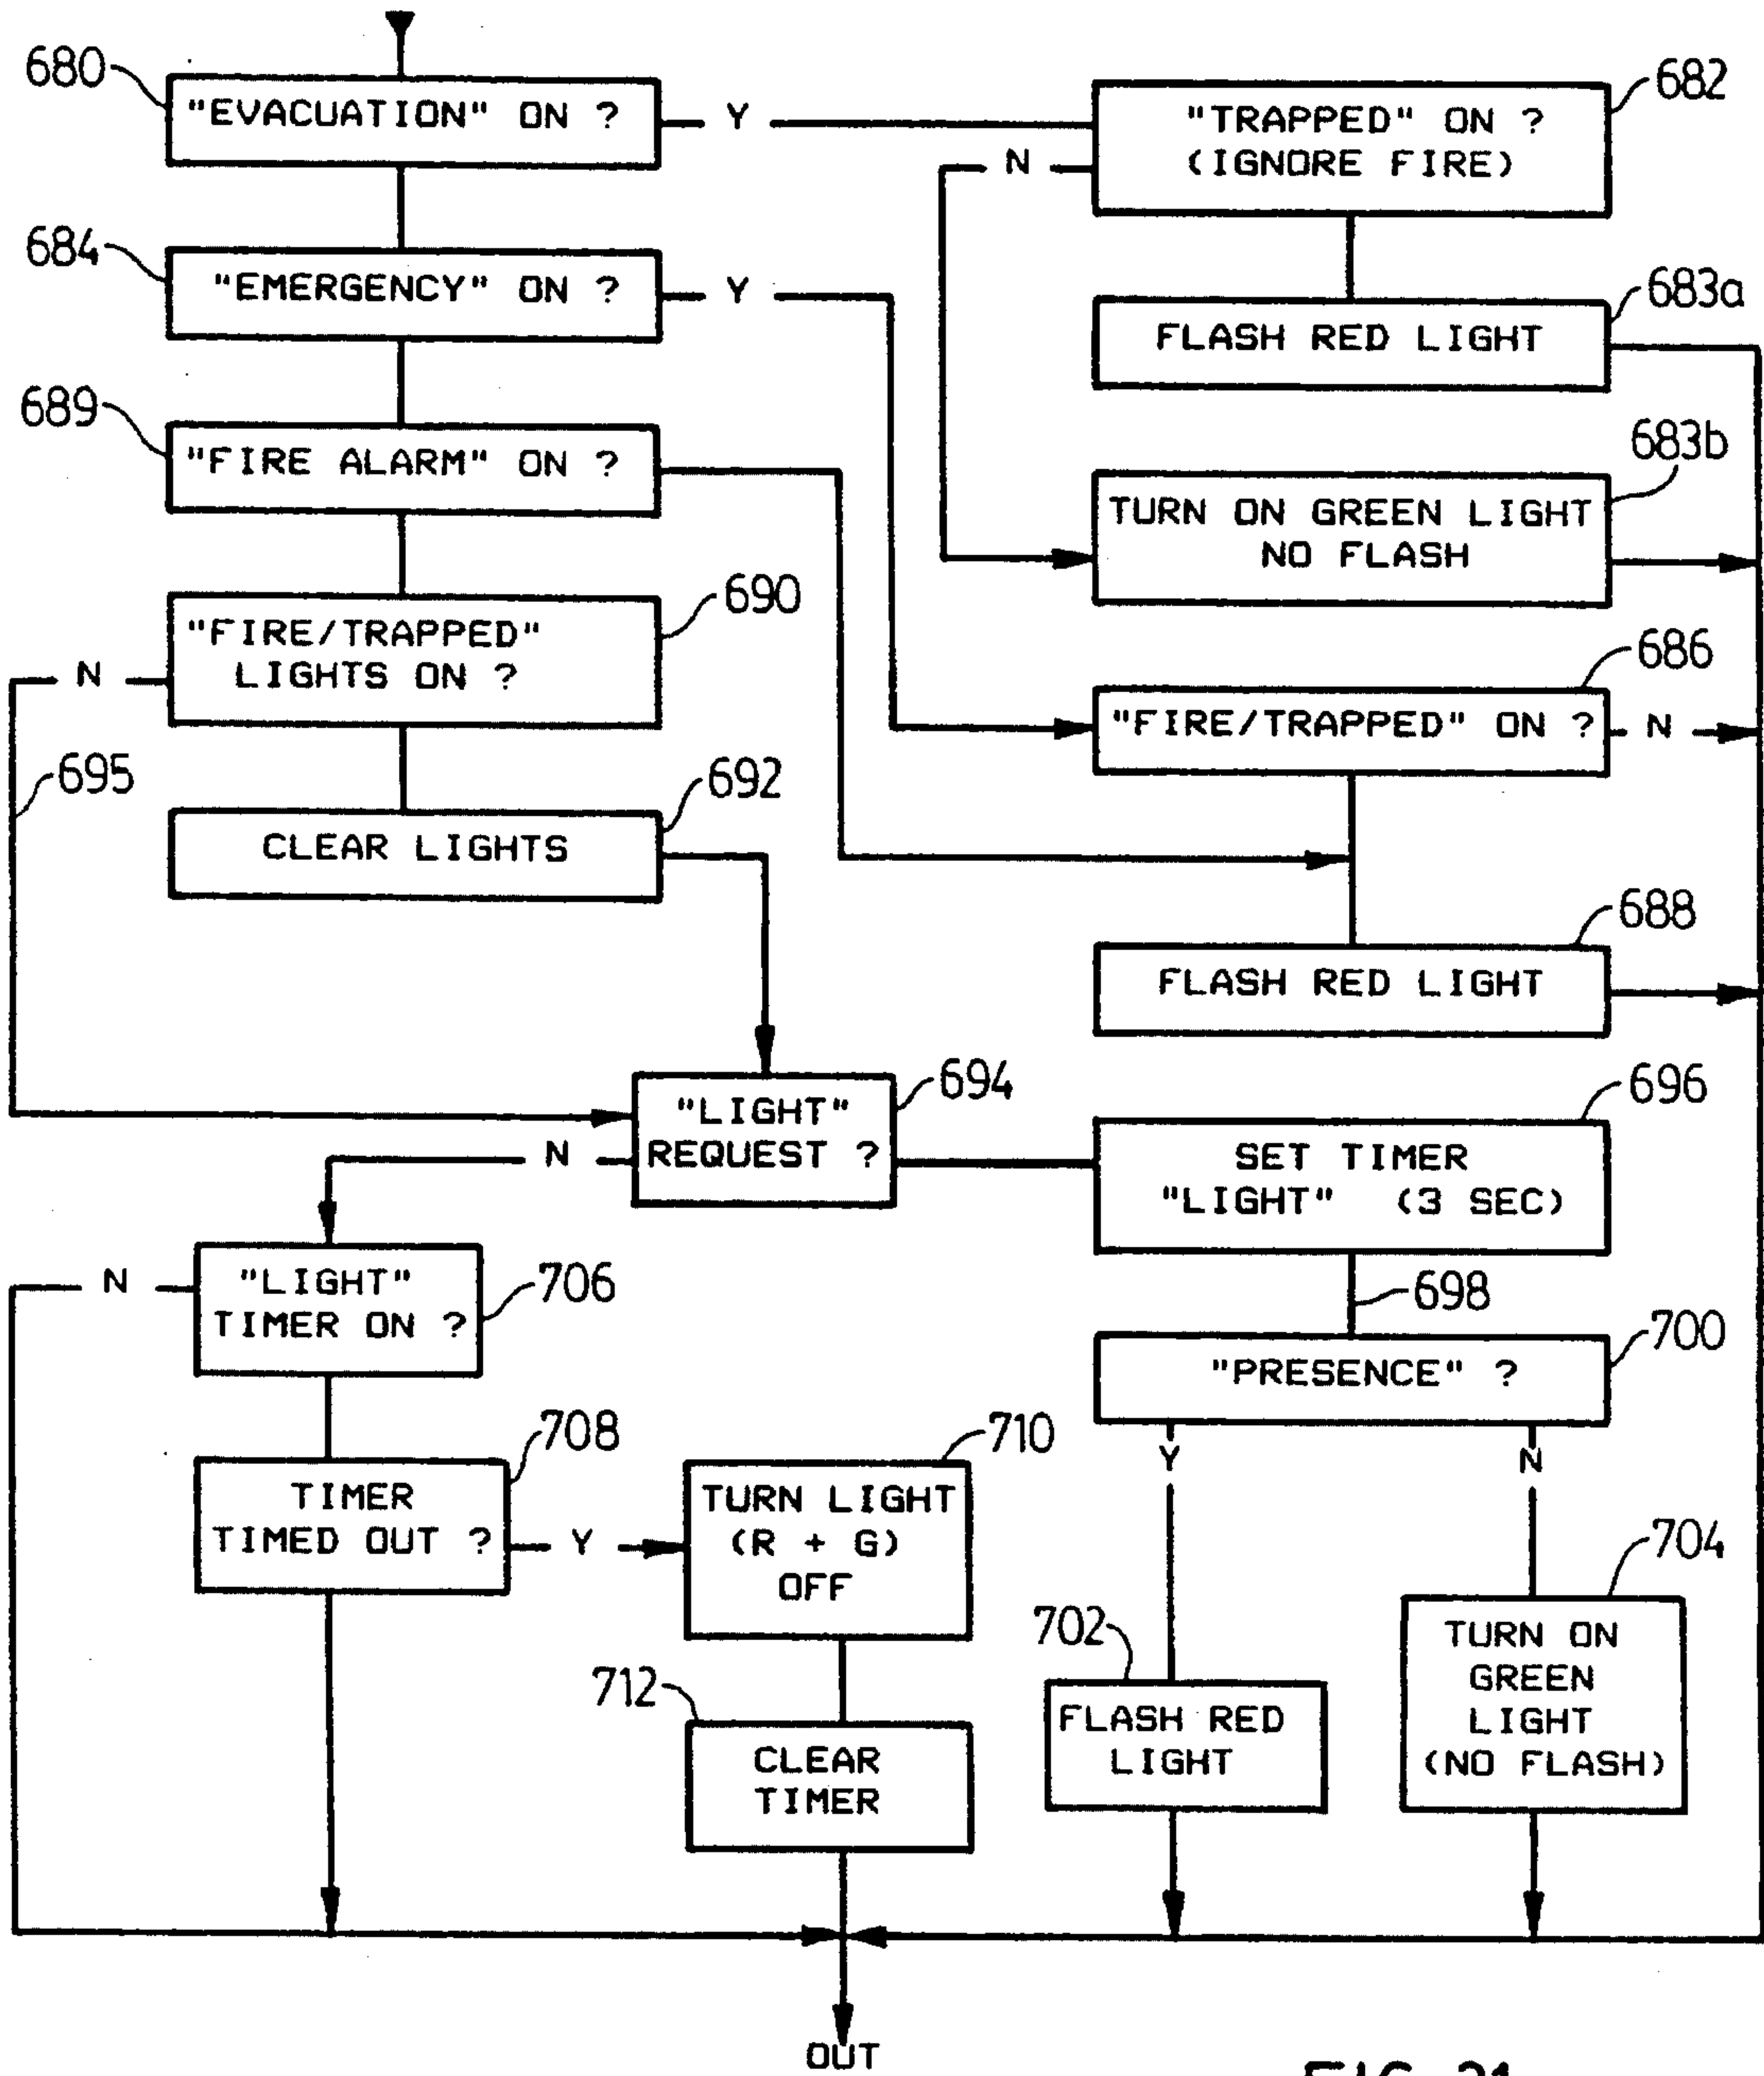 680
"EVACUATION" ON ?
Y
"TRAPPED" ON ?
(IGNORE FIRE)
682
N
684
"EMERGENCY" ON ?
Y
FLASH RED LIGHT
683a
689
"FIRE ALARM" ON ?
TURN ON GREEN LIGHT
NO FLASH
683b
"FIRE/TRAPPED"
LIGHTS ON ?
690
N
695
"FIRE/TRAPPED" ON ?
686
N
CLEAR LIGHTS
692
FLASH RED LIGHT
688
"LIGHT"
REQUEST ?
694
N
SET TIMER
"LIGHT" (3 SEC)
696
698
"LIGHT"
TIMER ON ?
706
N
"PRESENCE" ?
700
Y
N
TIMER
TIMED OUT ?
708
Y
TURN LIGHT
(R + G)
OFF
710
702
FLASH RED
LIGHT
704
TURN ON
GREEN
LIGHT
(NO FLASH)
712
CLEAR
TIMER
OUT
FIG. 21